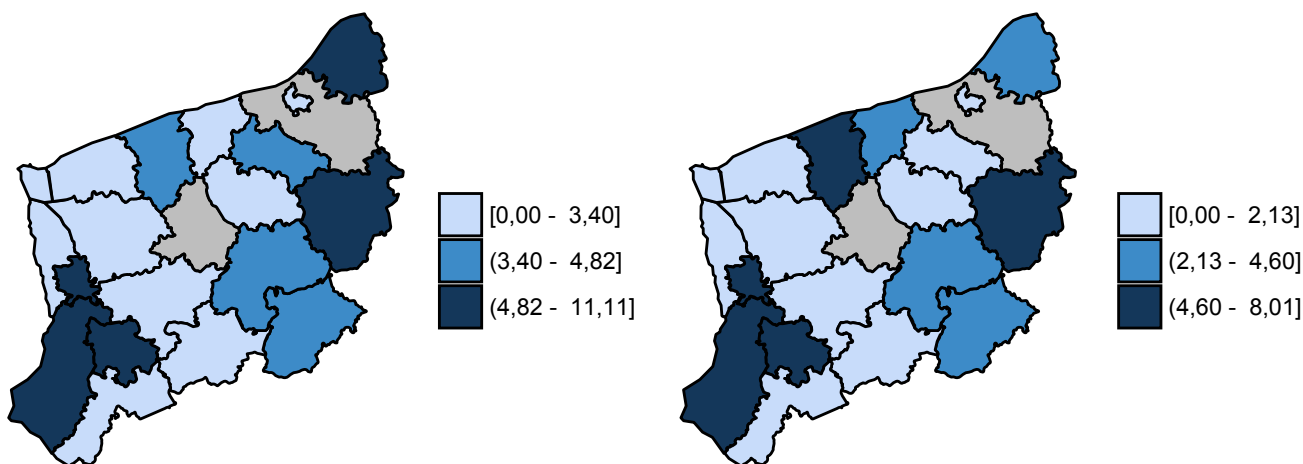 [0,00 - 3,40]
(3,40 - 4,82]
(4,82 - 11,11]
[0,00 - 2,13]
(2,13 - 4,60]
(4,60 - 8,01]